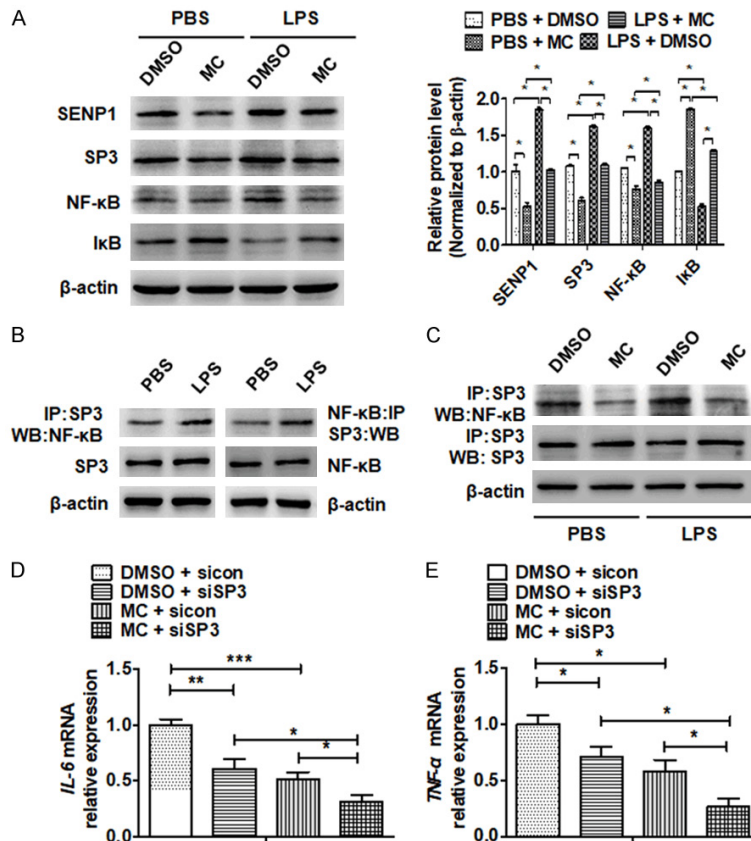 A
PBS LPS
DMSO MC DMSO MC
SENP1
SP3
NF-κB
IκB
β-actin
PBS + DMSO LPS + MC
PBS + MC LPS + DMSO
Relative protein level
(Normalized to β-actin)
2.0
1.5
1.0
0.5
0.0
* * * * * * * * * * * * * * * *
SENP1 SP3 NF-κB IκB
B
PBS LPS PBS LPS
IP:SP3 NF-κB:IP
WB:NF-κB SP3:WB
SP3 NF-κB
β-actin β-actin
C
DMSO MC DMSO MC
IP:SP3
WB:NF-κB
IP:SP3
WB: SP3
β-actin
PBS LPS
D
DMSO + sicon
DMSO + siSP3
MC + sicon
MC + siSP3
IL-6 mRNA
relative expression
1.5
1.0
0.5
0.0
***
**
*
*
E
DMSO + sicon
DMSO + siSP3
MC + sicon
MC + siSP3
TNF-α mRNA
relative expression
1.5
1.0
0.5
0.0
*
*
*
*